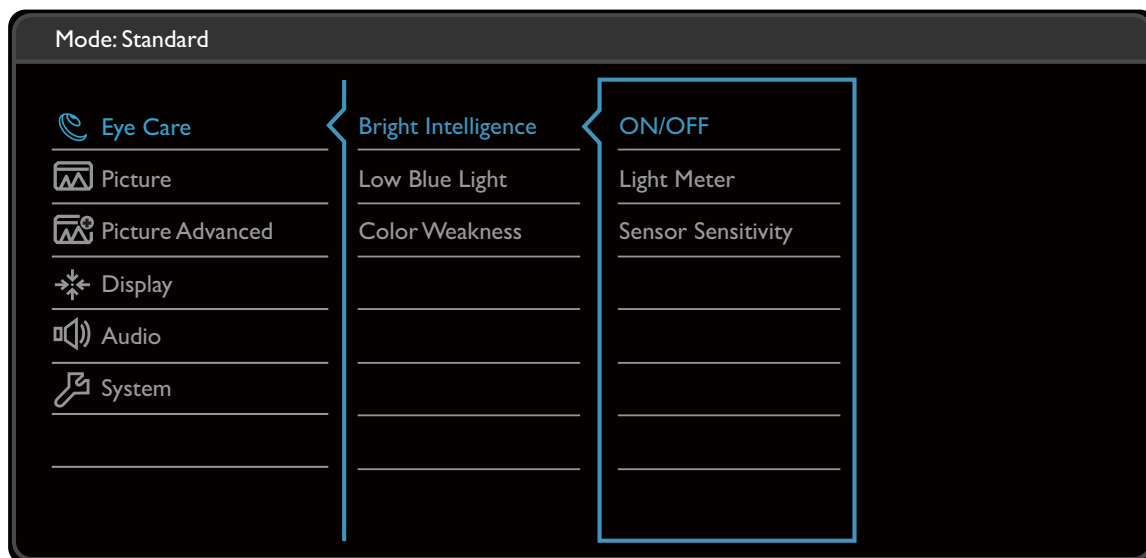 Mode: Standard
Eye Care
Picture
Picture Advanced
Display
Audio
System
Bright Intelligence
Low Blue Light
Color Weakness
ON/OFF
Light Meter
Sensor Sensitivity